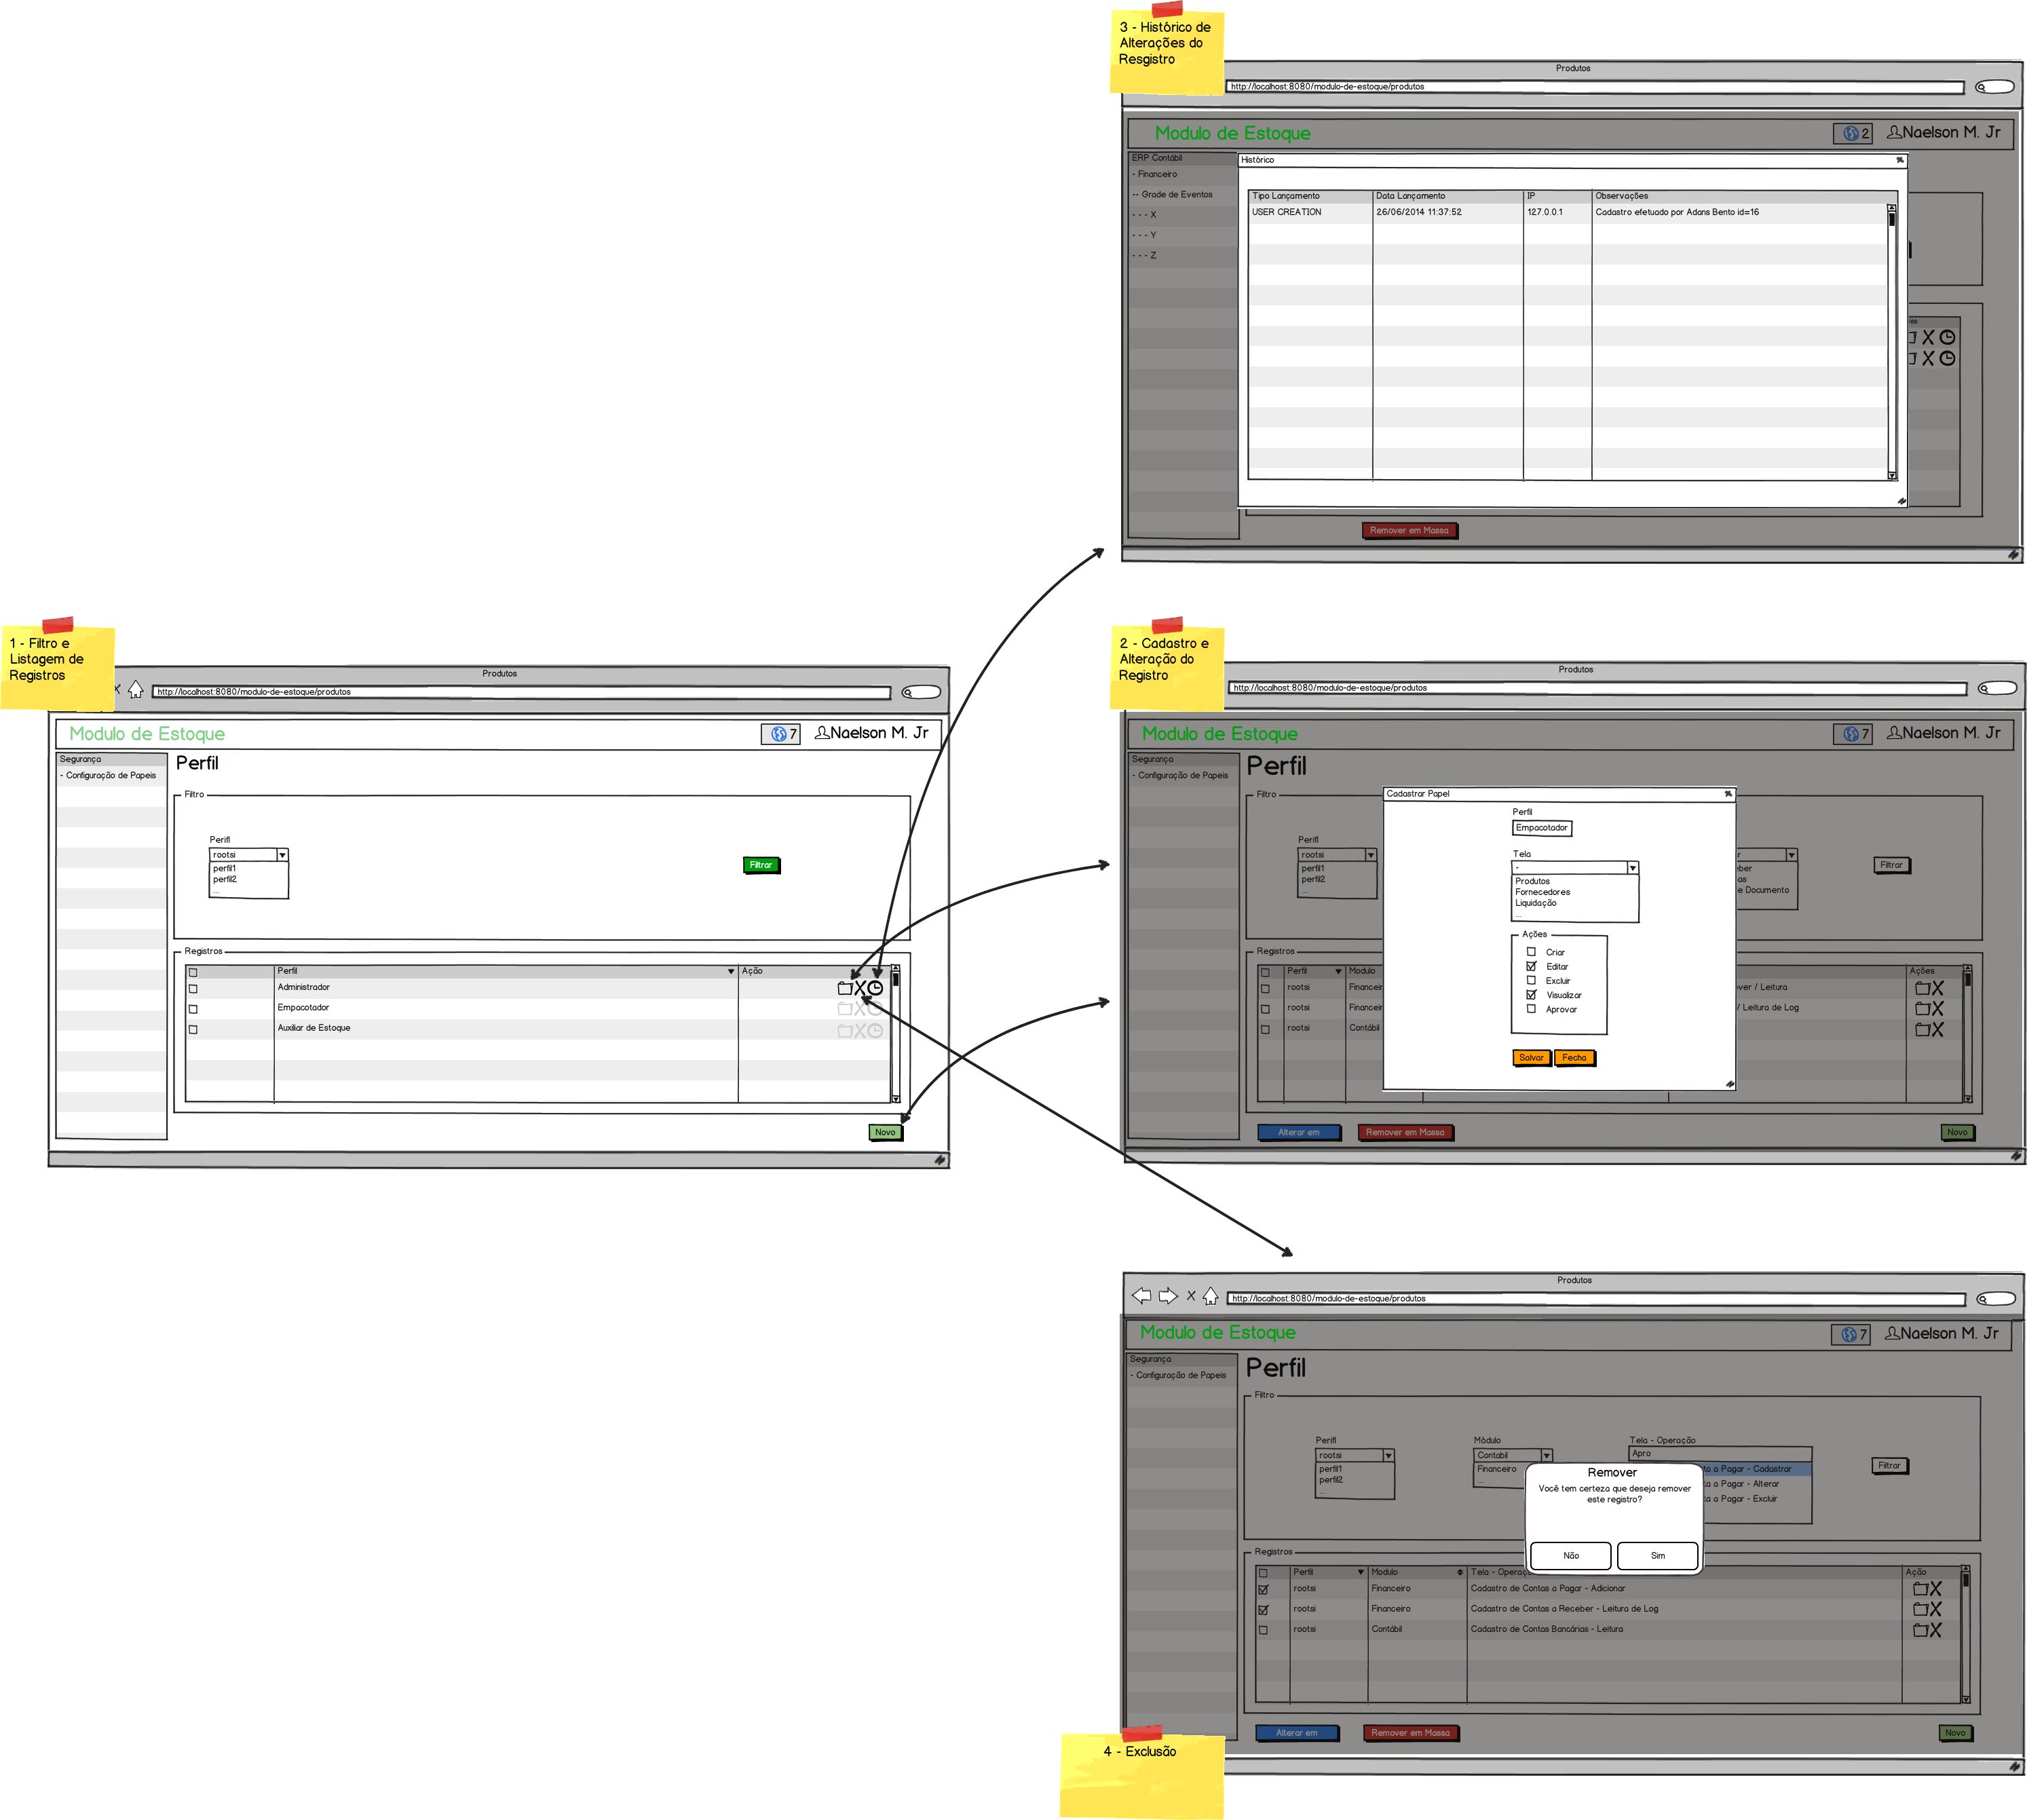 3 - Histórico de
Alterações do
Resgistro
Produtos
http://localhost:8080/modulo-de-estoque/produtos
Modulo de Estoque
2
Naelson M. Jr
ERP Contábil
- Financeiro
-- Grade de Eventos
- - - X
- - - Y
- - - Z
Histórico
Tipo Lançamento
Data Lançamento
IP
Observações
USER CREATION
26/06/2014 11:37:52
127.0.0.1
Cadastro efetuado por Adans Bento id=16
Remover em Massa
1 - Filtro e
Listagem de
Registros
Produtos
http://localhost:8080/modulo-de-estoque/produtos
Modulo de Estoque
7
Naelson M. Jr
Segurança
- Configuração de Papeis
Perfil
Filtro
Perifl
rootsi
perfil1
perfil2
...
Filtrar
Registros
Perfil
Ação
Administrador
Empacotador
Auxiliar de Estoque
Novo
2 - Cadastro e
Alteração do
Registro
Produtos
http://localhost:8080/modulo-de-estoque/produtos
Modulo de Estoque
7
Naelson M. Jr
Segurança
- Configuração de Papeis
Perfil
Filtro
Perifl
rootsi
perfil1
perfil2
...
Cadastrar Papel
Perfil
Empacotador
Tela
-
Produtos
Fornecedores
Liquidação
...
Ações
Criar
Editar
Excluir
Visualizar
Aprovar
Salvar
Fecha
r
ber
as
e Documento
Filtrar
Registros
Perfil
Modulo
Ações
rootsi
Financeir
ver / Leitura
rootsi
Financeir
/ Leitura de Log
rootsi
Contábil
Alterar em
Remover em Massa
Novo
Produtos
http://localhost:8080/modulo-de-estoque/produtos
Modulo de Estoque
7
Naelson M. Jr
Segurança
- Configuração de Papeis
Perfil
Filtro
Perifl
rootsi
perfil1
perfil2
...
Módulo
Contabil
Financeiro
...
Tela - Operação
Apro
ta a Pagar - Cadastrar
ta a Pagar - Alterar
ta a Pagar - Excluir
Filtrar
Remover
Você tem certeza que deseja remover
este registro?
Não
Sim
Registros
Perfil
Modulo
Tela - Operaç
Ação
rootsi
Financeiro
Cadastro de Contas a Pagar - Adicionar
rootsi
Financeiro
Cadastro de Contas a Receber - Leitura de Log
rootsi
Contábil
Cadastro de Contas Bancárias - Leitura
Alterar em
Remover em Massa
Novo
4 - Exclusão